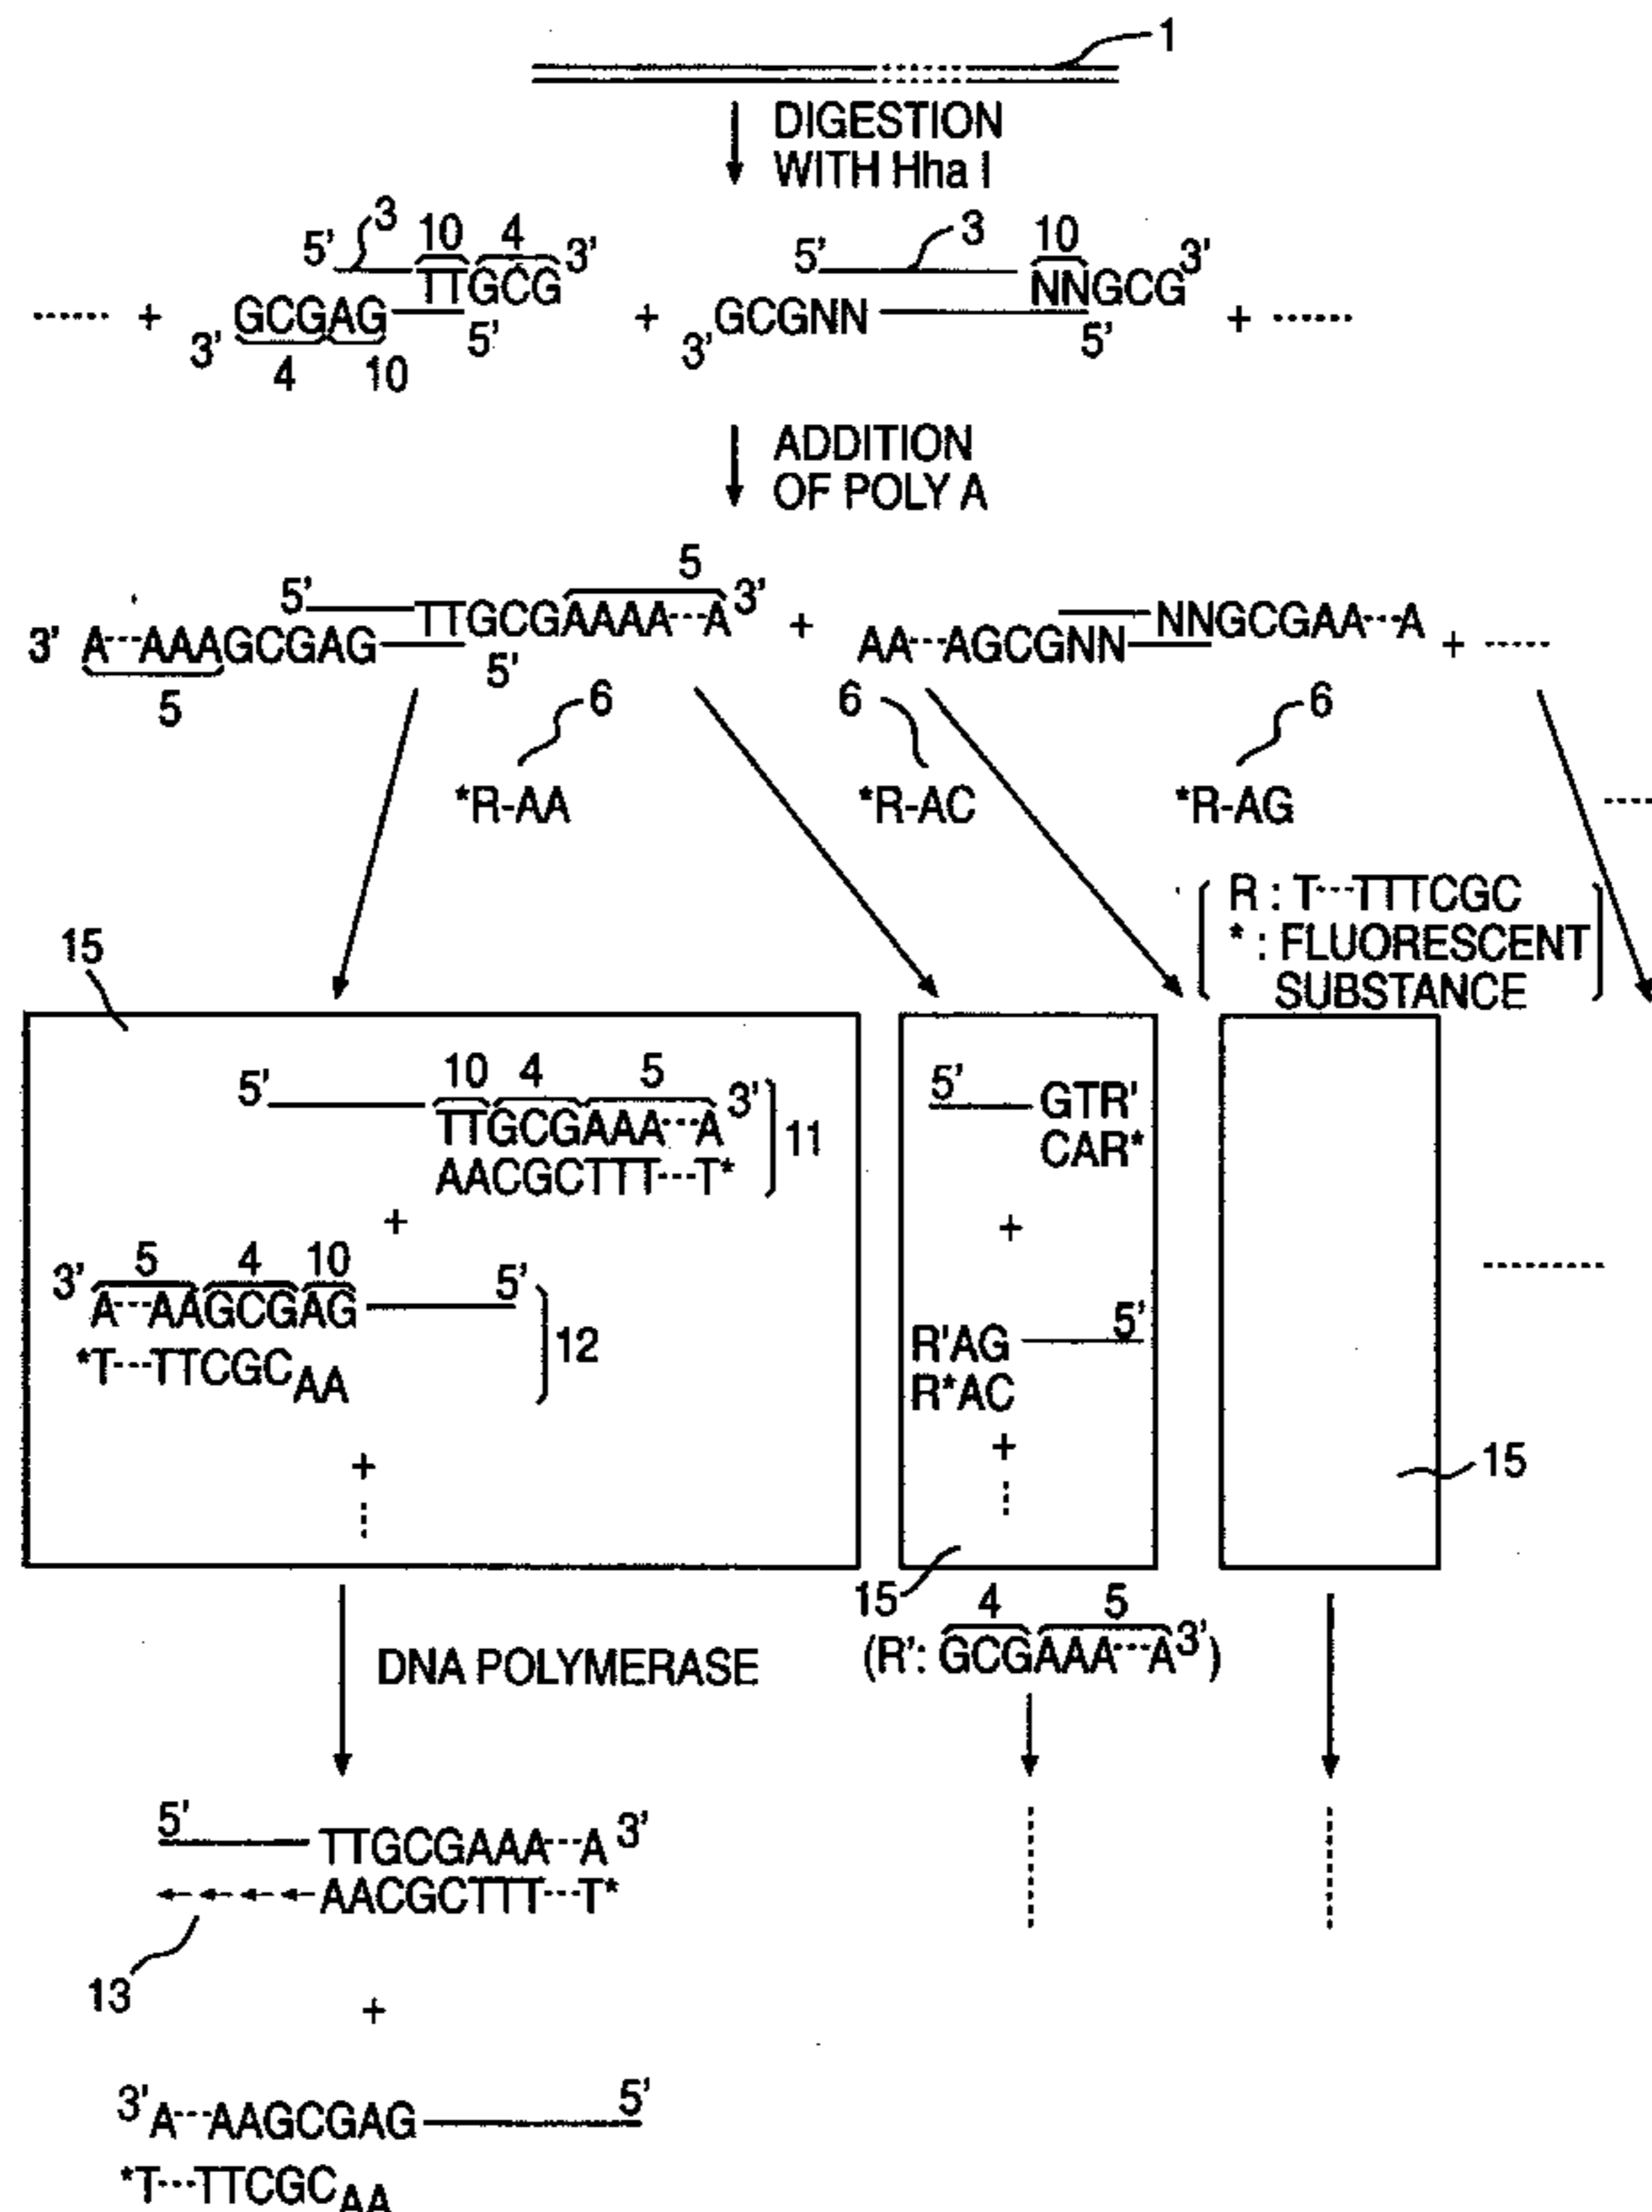 1
DIGESTION
WITH Hha I
5' 3 10 4 3' 5' 3 10 3'
TTGCG NNGCG
...... + GCGAG + GCGNN + ......
3' 5' 3' 5'
4 10
ADDITION
OF POLY A
5
5' TTGCGAAAA---A 3' + NNGCGAA---A
3' A---AAAGCGAG AA---AGCGNN + .....
5 5'
6 6 6
*R-AA *R-AC *R-AG ....
R : T---TTTCGC
* : FLUORESCENT
SUBSTANCE
15
10 4 5
5' TTGCGAAA---A 3'
AACGCTTT---T*
11
+
5 4 10
3' A---AAGCGAG 5'
*T---TTCGCAA
12
+
5' GTR'
CAR*
+
R'AG 5'
R*AC
+
15
15
.........
4 5
(R': GCGAAA---A3')
DNA POLYMERASE
5' TTGCGAAA---A 3'
AACGCTTT---T*
13
+
3'A---AAGCGAG 5'
*T---TTCGCAA